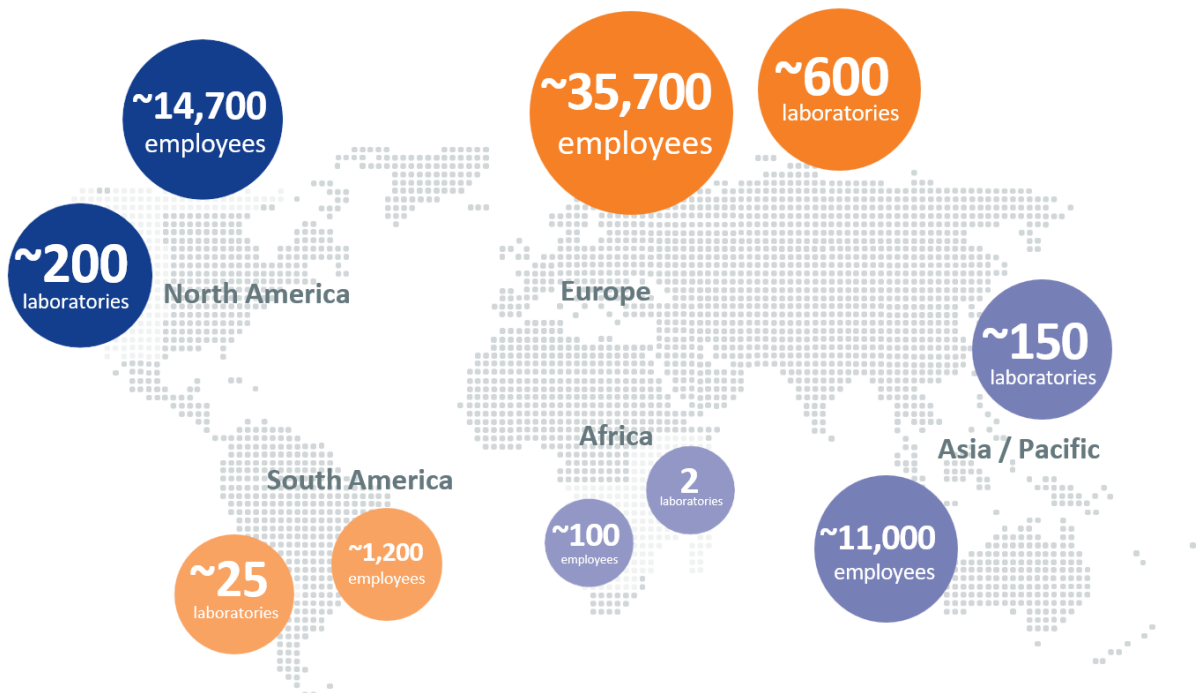 ~14,700
employees
~200
laboratories
North America
~35,700
employees
~600
laboratories
Europe
~150
laboratories
Asia / Pacific
~11,000
employees
Africa
2
laboratories
~100
employees
South America
~25
laboratories
~1,200
employees